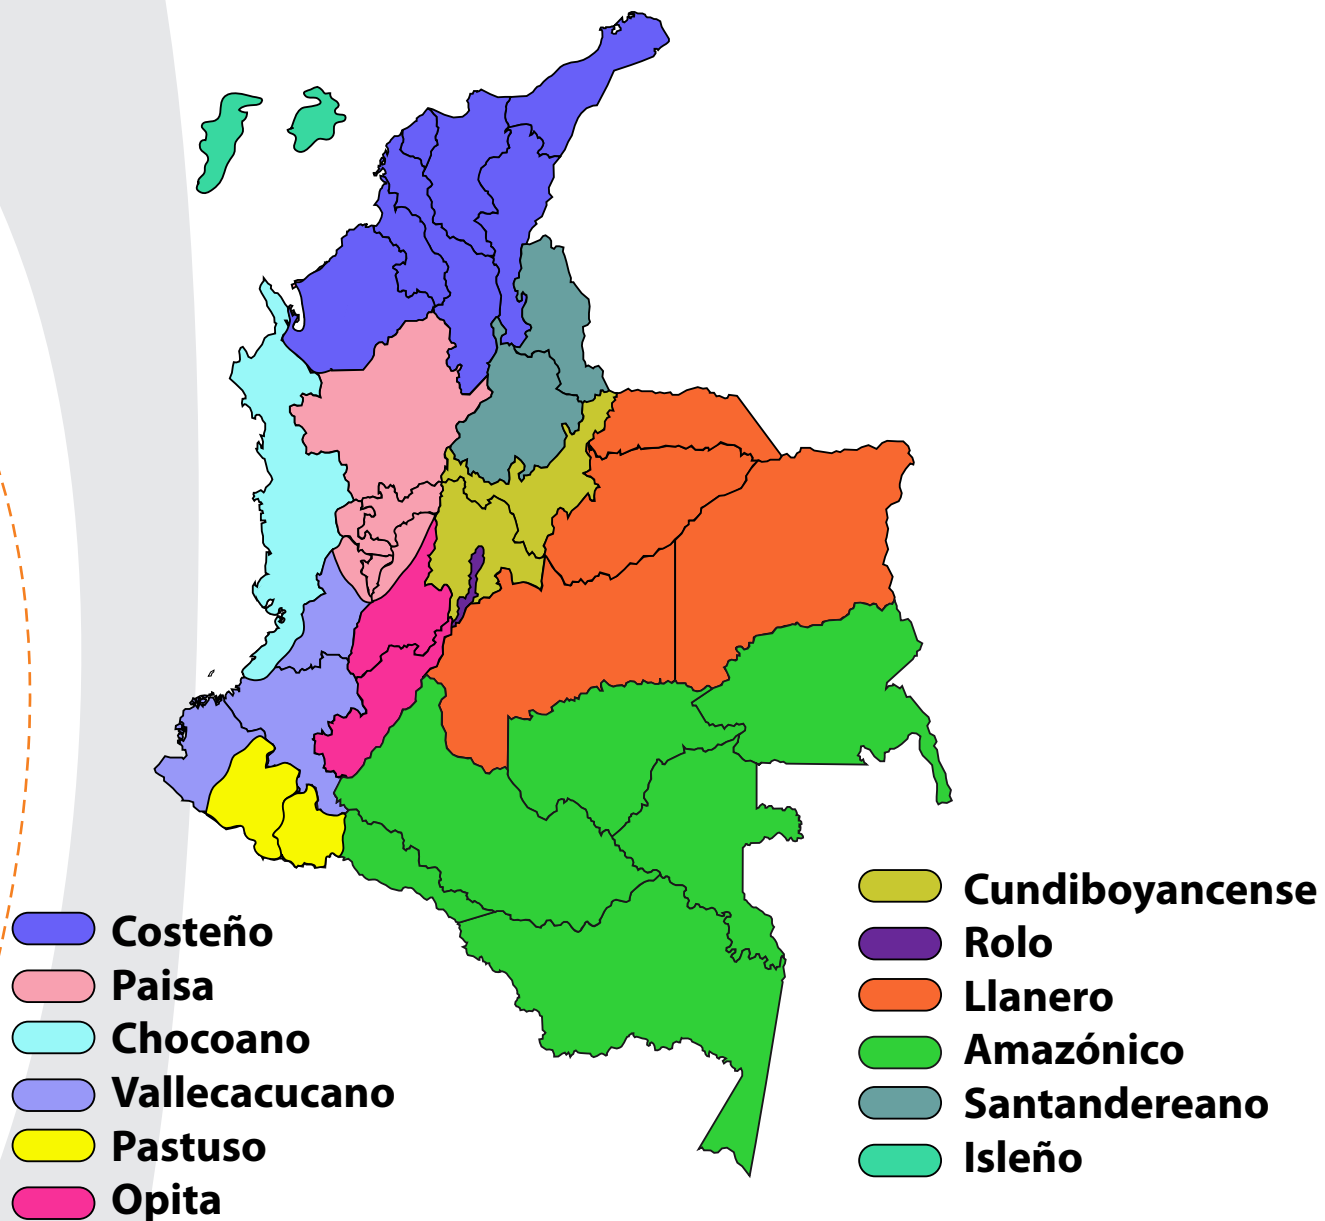 Costeño
Paisa
Chocoano
Vallecacucano
Pastuso
Opita
Cundiboyancense
Rolo
Llanero
Amazónico
Santandereano
Isleño